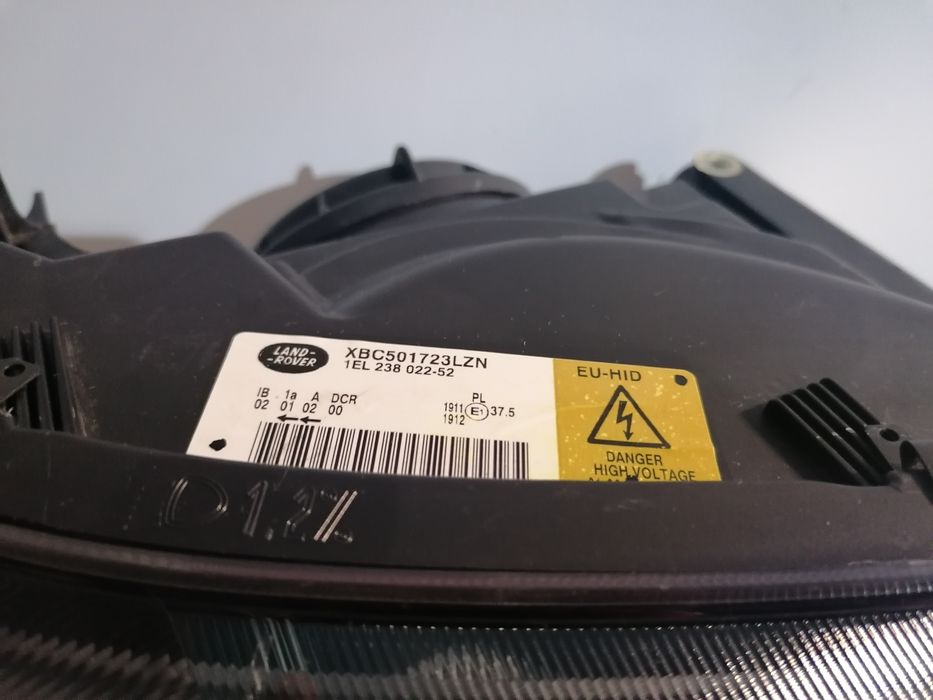 LAND-
-ROVER
XBC501723LZN
1EL 238 022-52
IB 1a A DCR
02 01 02 00
PL
1911 E1 37.5
1912
EU-HID
DANGER
HIGH VOLTAGE